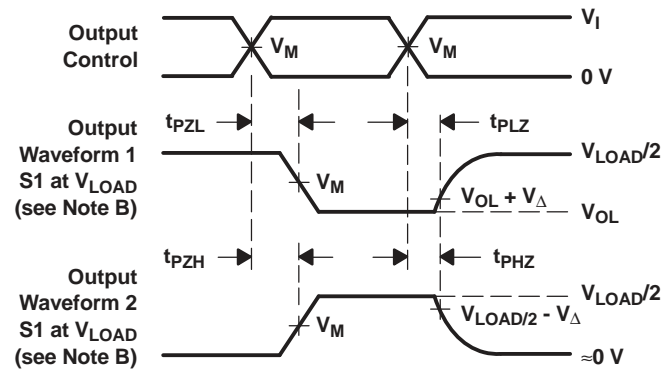 Output
Control
V_I
V_M
V_M
0 V
t_PZL
t_PLZ
Output
Waveform 1
S1 at V_LOAD
(see Note B)
V_LOAD/2
V_M
V_OL + V_Δ
V_OL
t_PZH
t_PHZ
Output
Waveform 2
S1 at V_LOAD
(see Note B)
V_LOAD/2
V_M
V_LOAD/2 - V_Δ
≈0 V